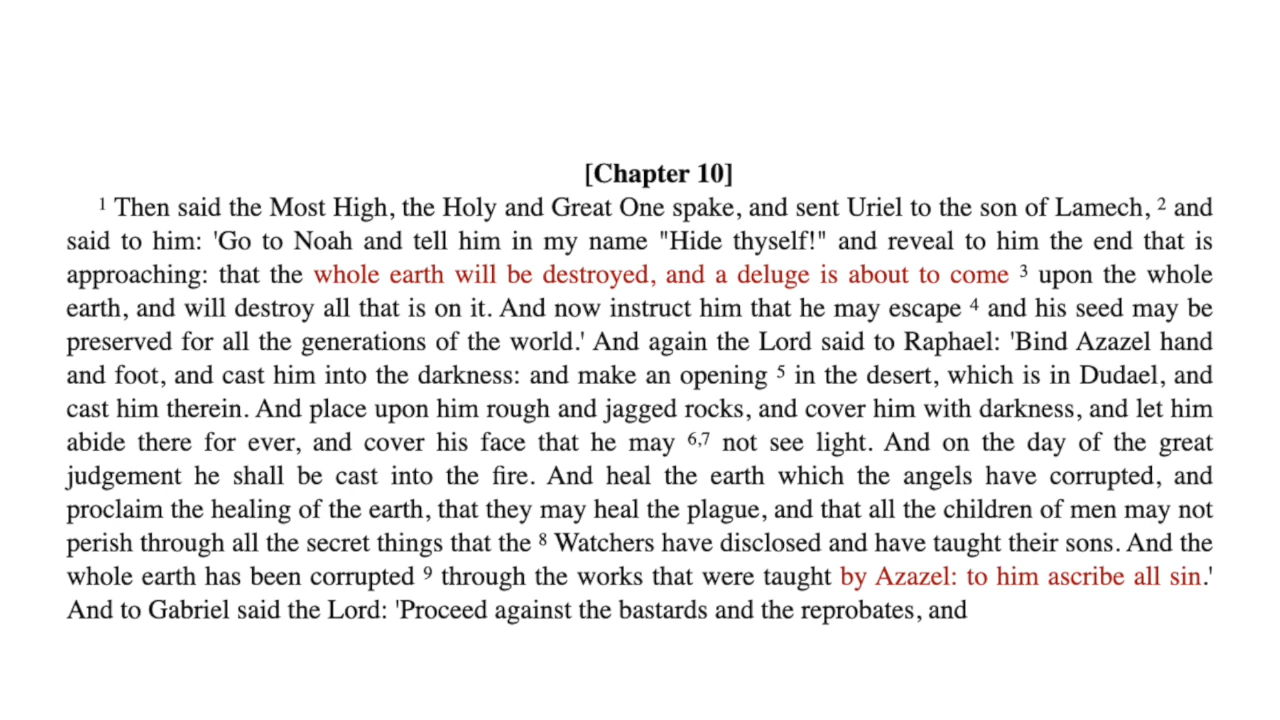 [Chapter 10]
1 Then said the Most High, the Holy and Great One spake, and sent Uriel to the son of Lamech, 2 and
said to him: 'Go to Noah and tell him in my name "Hide thyself!" and reveal to him the end that is
approaching: that the whole earth will be destroyed, and a deluge is about to come 3 upon the whole
earth, and will destroy all that is on it. And now instruct him that he may escape 4 and his seed may be
preserved for all the generations of the world.' And again the Lord said to Raphael: 'Bind Azazel hand
and foot, and cast him into the darkness: and make an opening 5 in the desert, which is in Dudael, and
cast him therein. And place upon him rough and jagged rocks, and cover him with darkness, and let him
abide there for ever, and cover his face that he may 6,7 not see light. And on the day of the great
judgement he shall be cast into the fire. And heal the earth which the angels have corrupted, and
proclaim the healing of the earth, that they may heal the plague, and that all the children of men may not
perish through all the secret things that the 8 Watchers have disclosed and have taught their sons. And the
whole earth has been corrupted 9 through the works that were taught by Azazel: to him ascribe all sin.'
And to Gabriel said the Lord: 'Proceed against the bastards and the reprobates, and